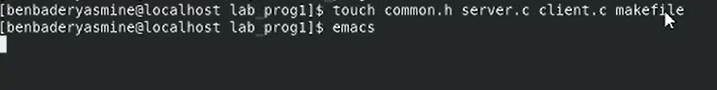 [benbaderyasmine@localhost lab_prog1]$ touch common.h server.c client.c makefile
[benbaderyasmine@localhost lab_prog1]$ emacs